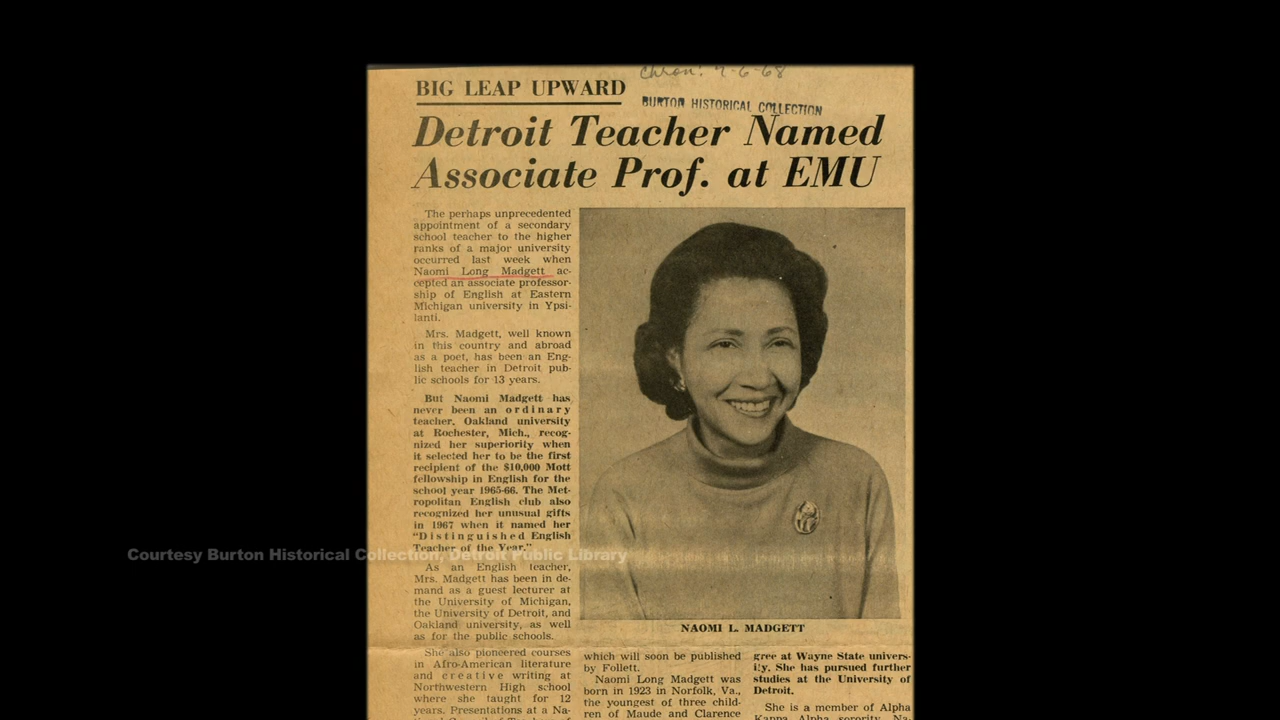 Chron: 7-6-68
BIG LEAP UPWARD
BURTON HISTORICAL COLLECTION
Detroit Teacher Named
Associate Prof. at EMU
The perhaps unprecedented
appointment of a secondary
school teacher to the higher
ranks of a major university
occurred last week when
Naomi Long Madgett ac-
cepted an associate professor-
ship of English at Eastern
Michigan university in Ypsi-
lanti.
Mrs. Madgett, well known
in this country and abroad
as a poet, has been an Eng-
lish teacher in Detroit pub-
lic schools for 13 years.
But Naomi Madgett has
never been an ordinary
teacher. Oakland university
at Rochester, Mich., recog-
nized her superiority when
it selected her to be the first
recipient of the $10,000 Mott
fellowship in English for the
school year 1965-66. The Met-
ropolitan English club also
recognized her unusual gifts
in 1967 when it named her
“Distinguished English
Teacher of the Year.”
As an English teacher,
Mrs. Madgett has been in de-
mand as a guest lecturer at
the University of Michigan,
the University of Detroit, and
Oakland university, as well
as for the public schools.
She also pioneered courses
in Afro-American literature
and creative writing at
Northwestern High school
where she taught for 12
years. Presentations at a Na-
NAOMI L. MADGETT
which will soon be published
by Follett.
Naomi Long Madgett was
born in 1923 in Norfolk, Va.,
the youngest of three child-
ren of Maude and Clarence
gree at Wayne State univers-
ity. She has pursued further
studies at the University of
Detroit.
She is a member of Alpha
Kappa Alpha sorority, Na-
Courtesy Burton Historical Collection, Detroit Public Library